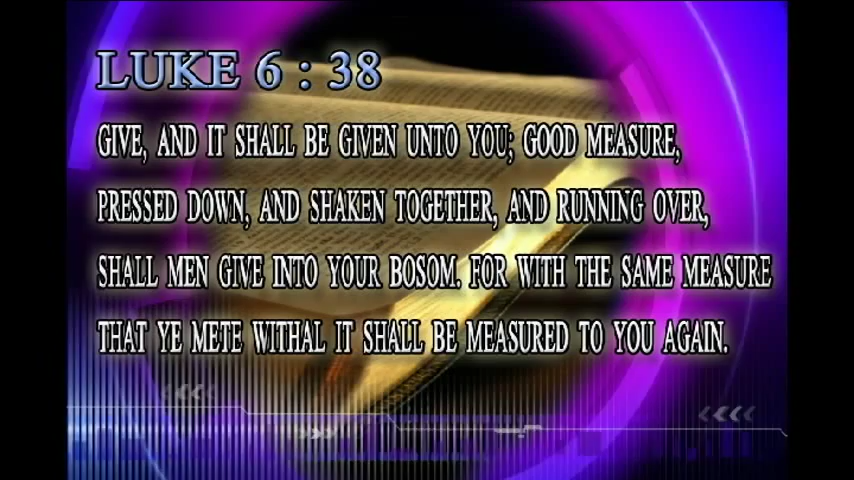 LUKE 6 : 38
GIVE, AND IT SHALL BE GIVEN UNTO YOU; GOOD MEASURE,
PRESSED DOWN, AND SHAKEN TOGETHER, AND RUNNING OVER,
SHALL MEN GIVE INTO YOUR BOSOM. FOR WITH THE SAME MEASURE
THAT YE METE WITHAL IT SHALL BE MEASURED TO YOU AGAIN.